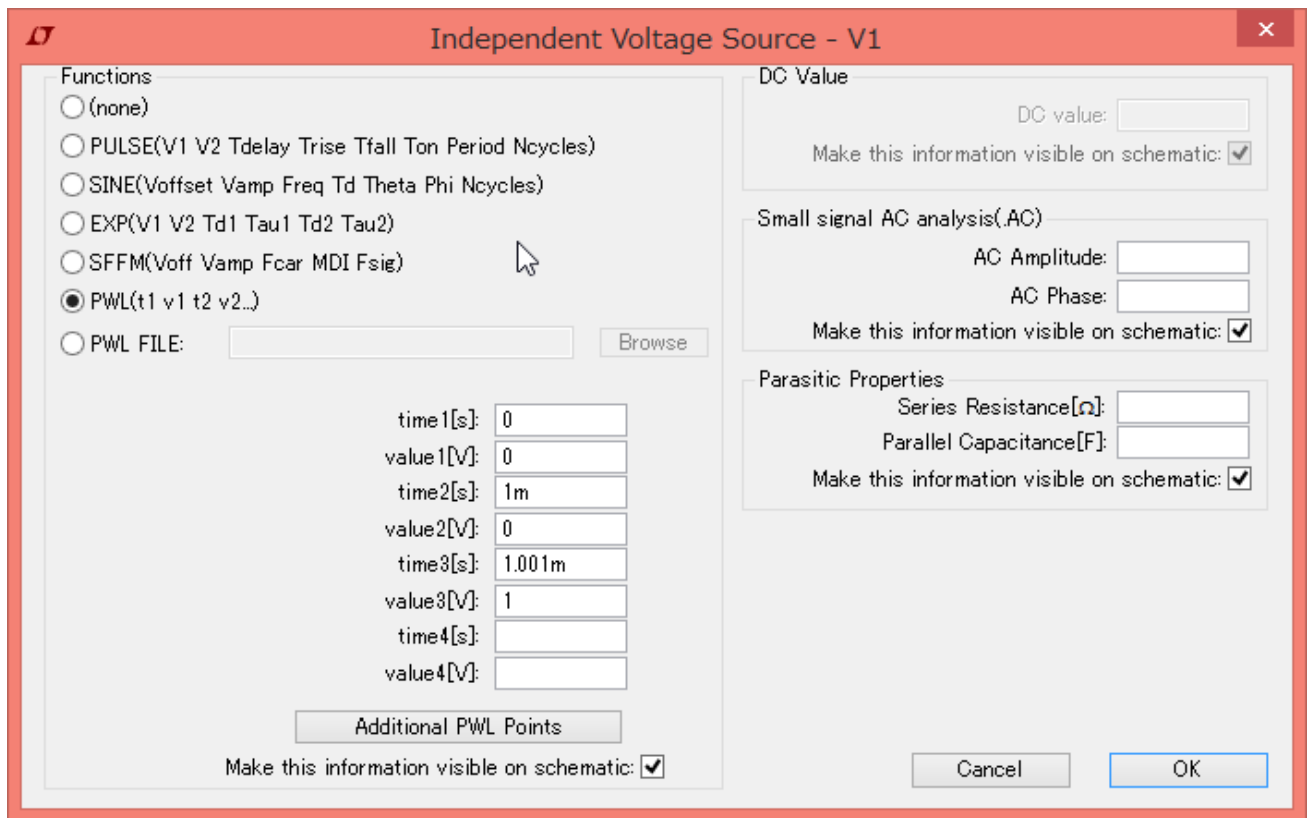 Independent Voltage Source - V1
Functions
(none)
PULSE(V1 V2 Tdelay Trise Tfall Ton Period Ncycles)
SINE(Voffset Vamp Freq Td Theta Phi Ncycles)
EXP(V1 V2 Td1 Tau1 Td2 Tau2)
SFFM(Voff Vamp Fcar MDI Fsig)
PWL(t1 v1 t2 v2...)
PWL FILE: Browse
time1[s]: 0
value1[V]: 0
time2[s]: 1m
value2[V]: 0
time3[s]: 1.001m
value3[V]: 1
time4[s]:
value4[V]:
Additional PWL Points
Make this information visible on schematic:
DC Value
DC value:
Make this information visible on schematic:
Small signal AC analysis(.AC)
AC Amplitude:
AC Phase:
Make this information visible on schematic:
Parasitic Properties
Series Resistance[Ω]:
Parallel Capacitance[F]:
Make this information visible on schematic:
Cancel OK